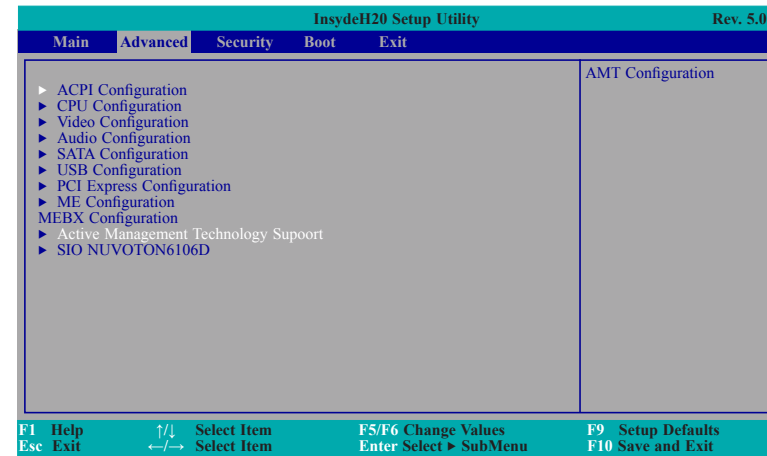 InsydeH20 Setup Utility Rev. 5.0
Main Advanced Security Boot Exit
► ACPI Configuration
► CPU Configuration
► Video Configuration
► Audio Configuration
► SATA Configuration
► USB Configuration
► PCI Express Configuration
► ME Configuration
MEBX Configuration
► Active Management Technology Supoort
► SIO NUVOTON6106D
AMT Configuration
F1 Help ↑/↓ Select Item F5/F6 Change Values F9 Setup Defaults
Esc Exit ←/→ Select Item Enter Select ► SubMenu F10 Save and Exit